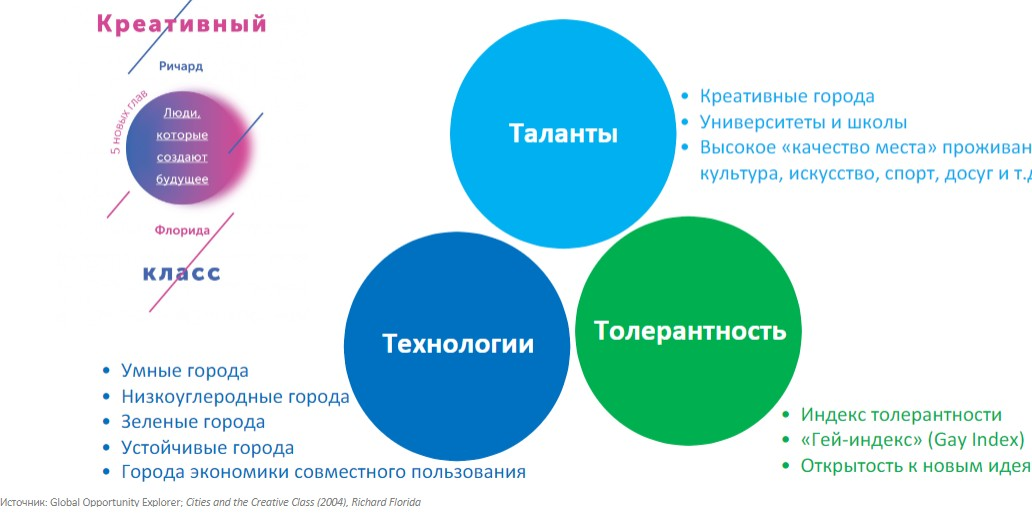 Креативный
Ричард
5 новых глав
Люди,
которые
создают
будущее
Флорида
класс
Таланты
• Креативные города
• Университеты и школы
• Высокое «качество места» проживан
культура, искусство, спорт, досуг и т.д
Технологии
Толерантность
• Умные города
• Низкоуглеродные города
• Зеленые города
• Устойчивые города
• Города экономики совместного пользования
• Индекс толерантности
• «Гей-индекс» (Gay Index)
• Открытость к новым идея
Источник: Global Opportunity Explorer; Cities and the Creative Class (2004), Richard Florida